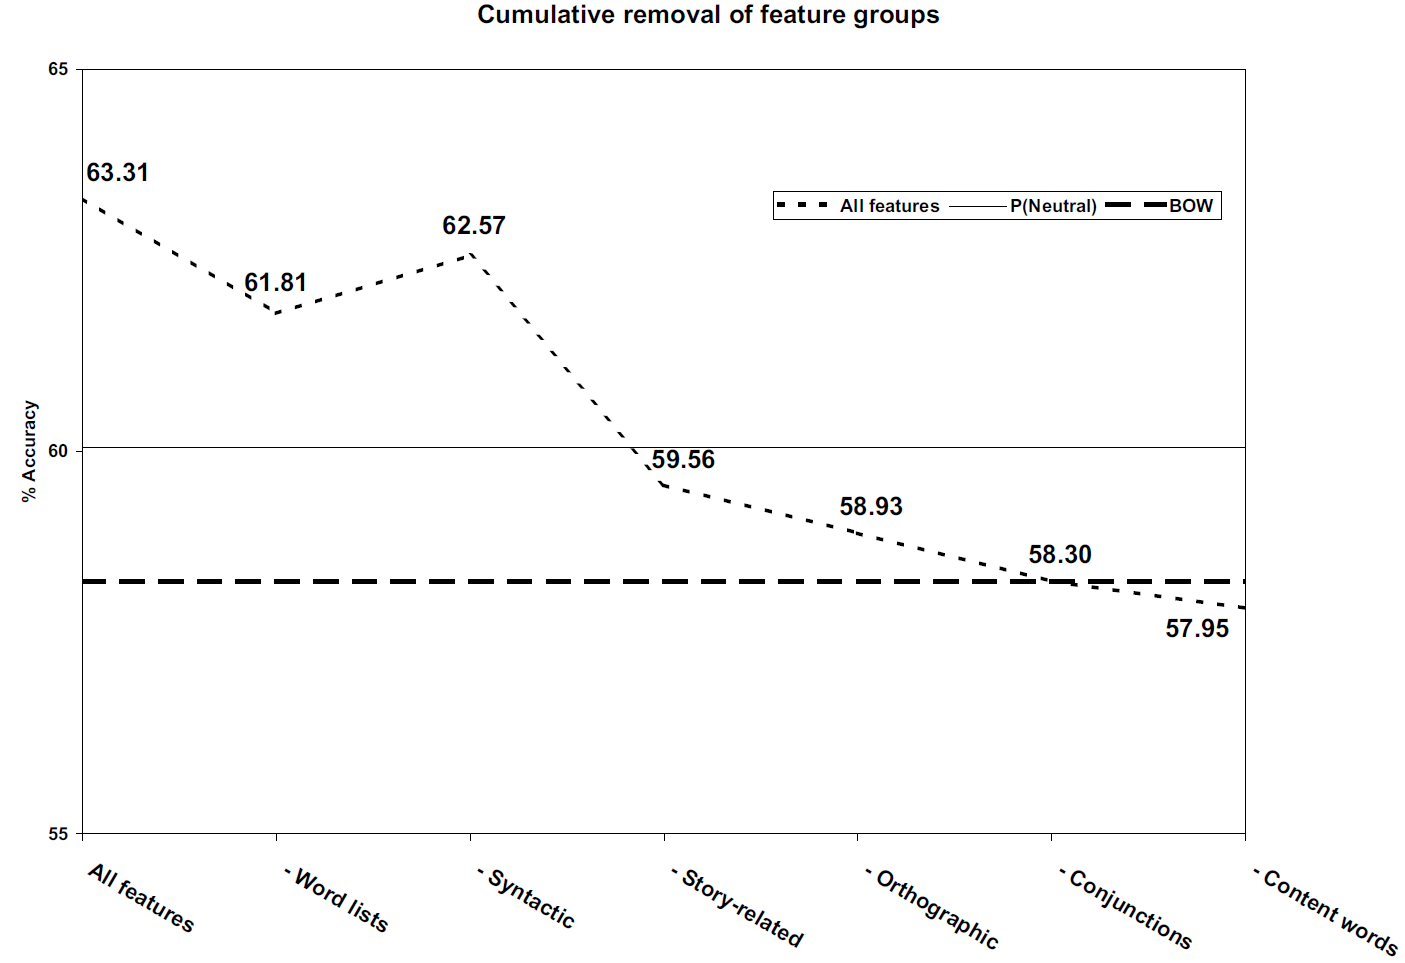 Cumulative removal of feature groups
65
63.31
All features P(Neutral) BOW
62.57
61.81
% Accuracy
60
59.56
58.93
58.30
57.95
55
All features
- Word lists
- Syntactic
- Story-related
- Orthographic
- Conjunctions
- Content words